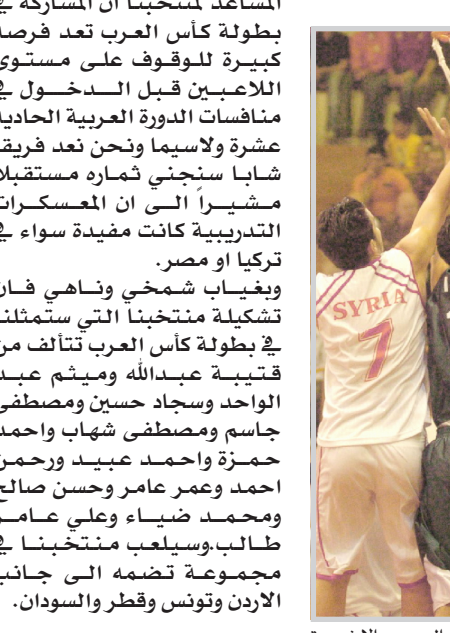 المساعد لمنتخبنا ان المشاركة في
بطولة كأس العرب تعد فرصة
كبيرة للوقوف على مستوى
اللاعبين قبل الدخول في
منافسات الدورة العربية الحادية
عشرة ولاسيما ونحن نعد فريقا
شابا سنجني ثماره مستقبلا
مشيراً الى ان المعسكرات
التدريبية كانت مفيدة سواء في
تركيا او مصر.
وبغياب شمخي وناهي فان
تشكيلة منتخبنا التي ستمثلنا
في بطولة كأس العرب تتألف من
قتيبة عبدالله وميثم عبد
الواحد وسجاد حسين ومصطفى
جاسم ومصطفى شهاب واحمد
حمزة واحمد عبيد ورحمن
احمد وعمر عامر وحسن صالح
ومحمد ضياء وعلي عامر
طالب.وسيلعب منتخبنا في
مجموعة تضمه الى جانب
الاردن وتونس وقطر والسودان.
SYRIA
7